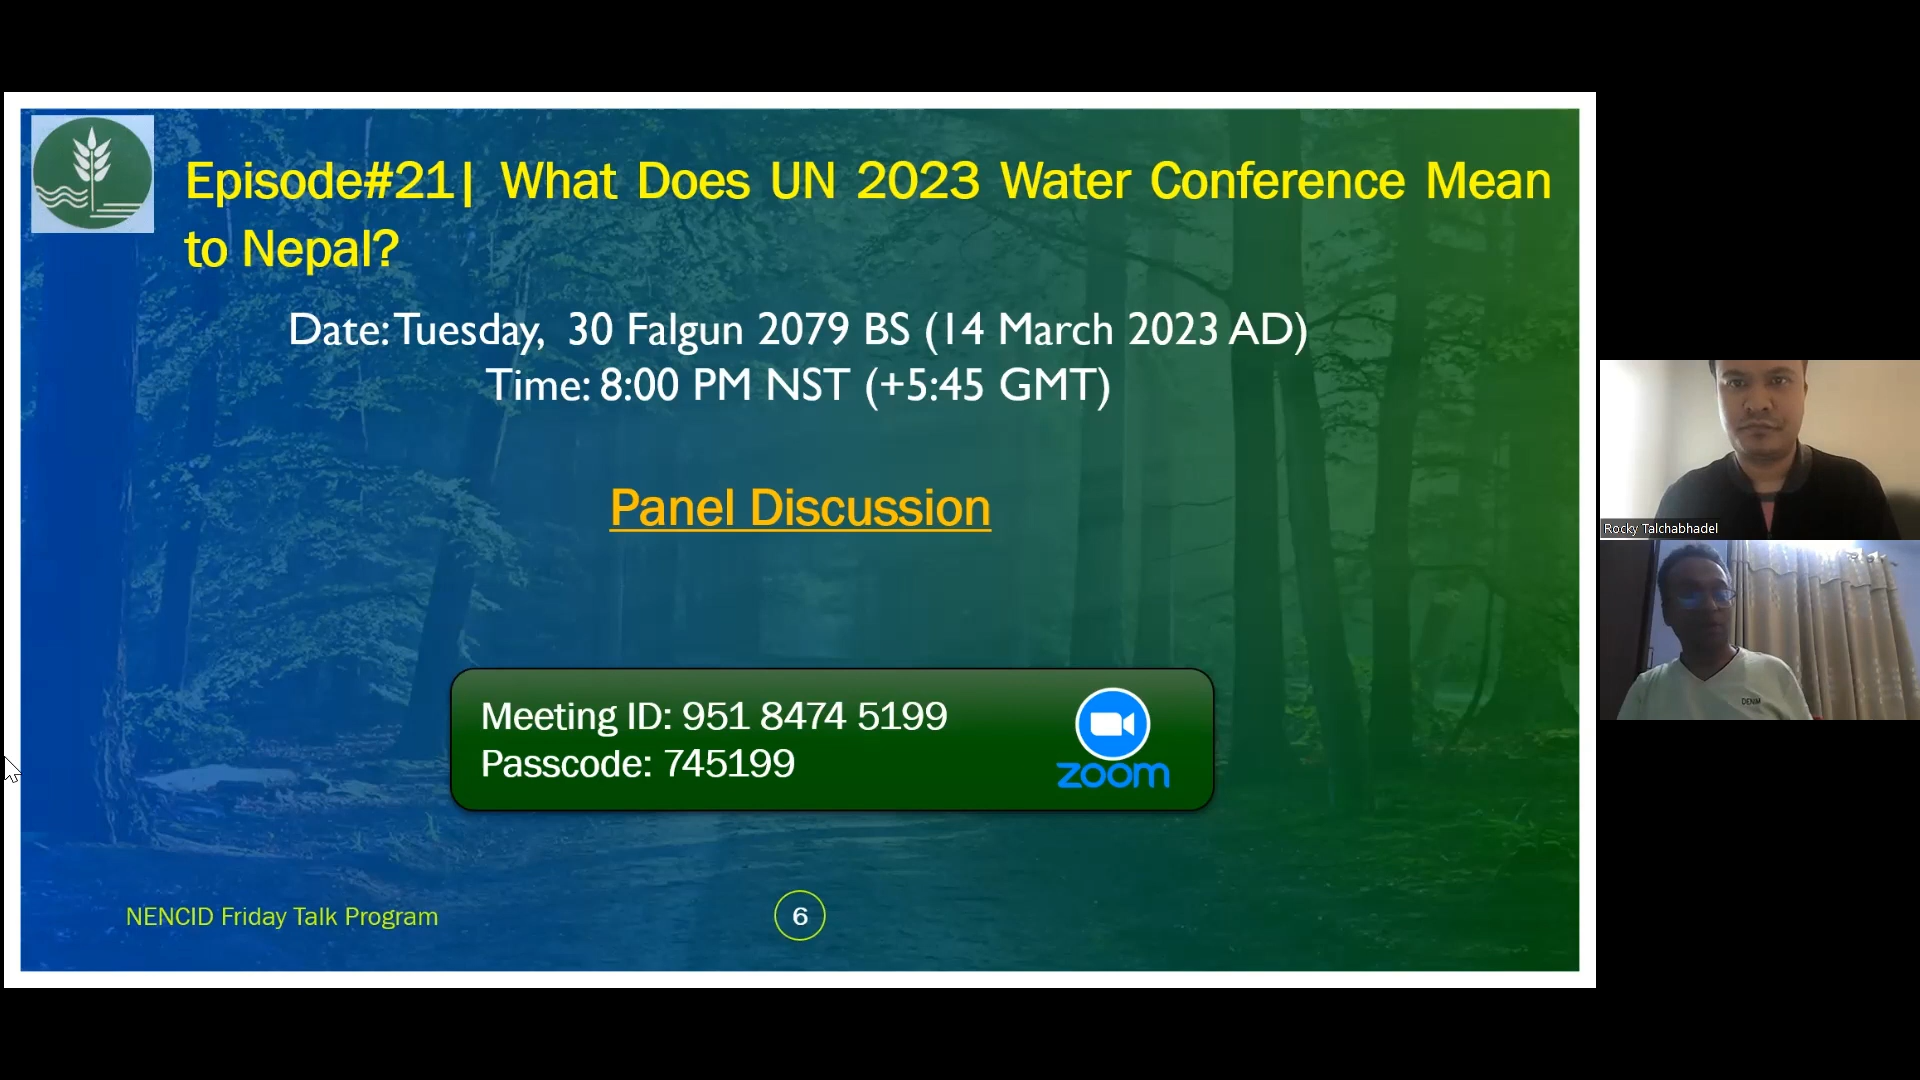 Episode#21| What Does UN 2023 Water Conference Mean
to Nepal?
Date: Tuesday, 30 Falgun 2079 BS (14 March 2023 AD)
Time: 8:00 PM NST (+5:45 GMT)
Panel Discussion
Meeting ID: 951 8474 5199
Passcode: 745199
zoom
NENCID Friday Talk Program
6
Rocky Talchabhadel
DENM